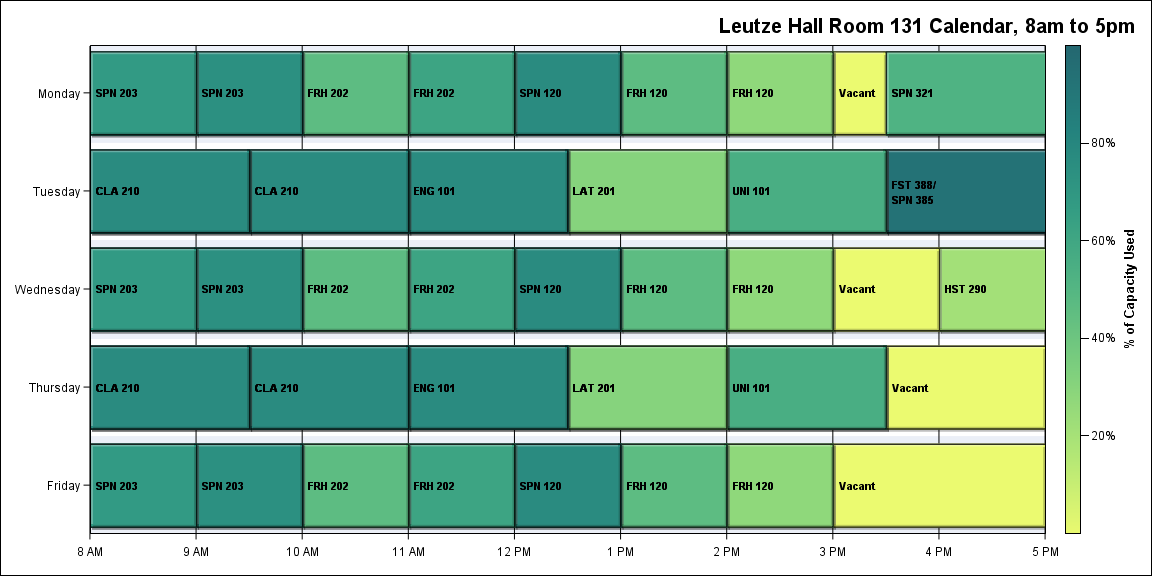 Leutze Hall Room 131 Calendar, 8am to 5pm
Monday
SPN 203
SPN 203
FRH 202
FRH 202
SPN 120
FRH 120
FRH 120
Vacant
SPN 321
Tuesday
CLA 210
CLA 210
ENG 101
LAT 201
UNI 101
FST 388/
SPN 385
Wednesday
SPN 203
SPN 203
FRH 202
FRH 202
SPN 120
FRH 120
FRH 120
Vacant
HST 290
Thursday
CLA 210
CLA 210
ENG 101
LAT 201
UNI 101
Vacant
Friday
SPN 203
SPN 203
FRH 202
FRH 202
SPN 120
FRH 120
FRH 120
Vacant
8 AM
9 AM
10 AM
11 AM
12 PM
1 PM
2 PM
3 PM
4 PM
5 PM
80%
60%
40%
20%
% of Capacity Used